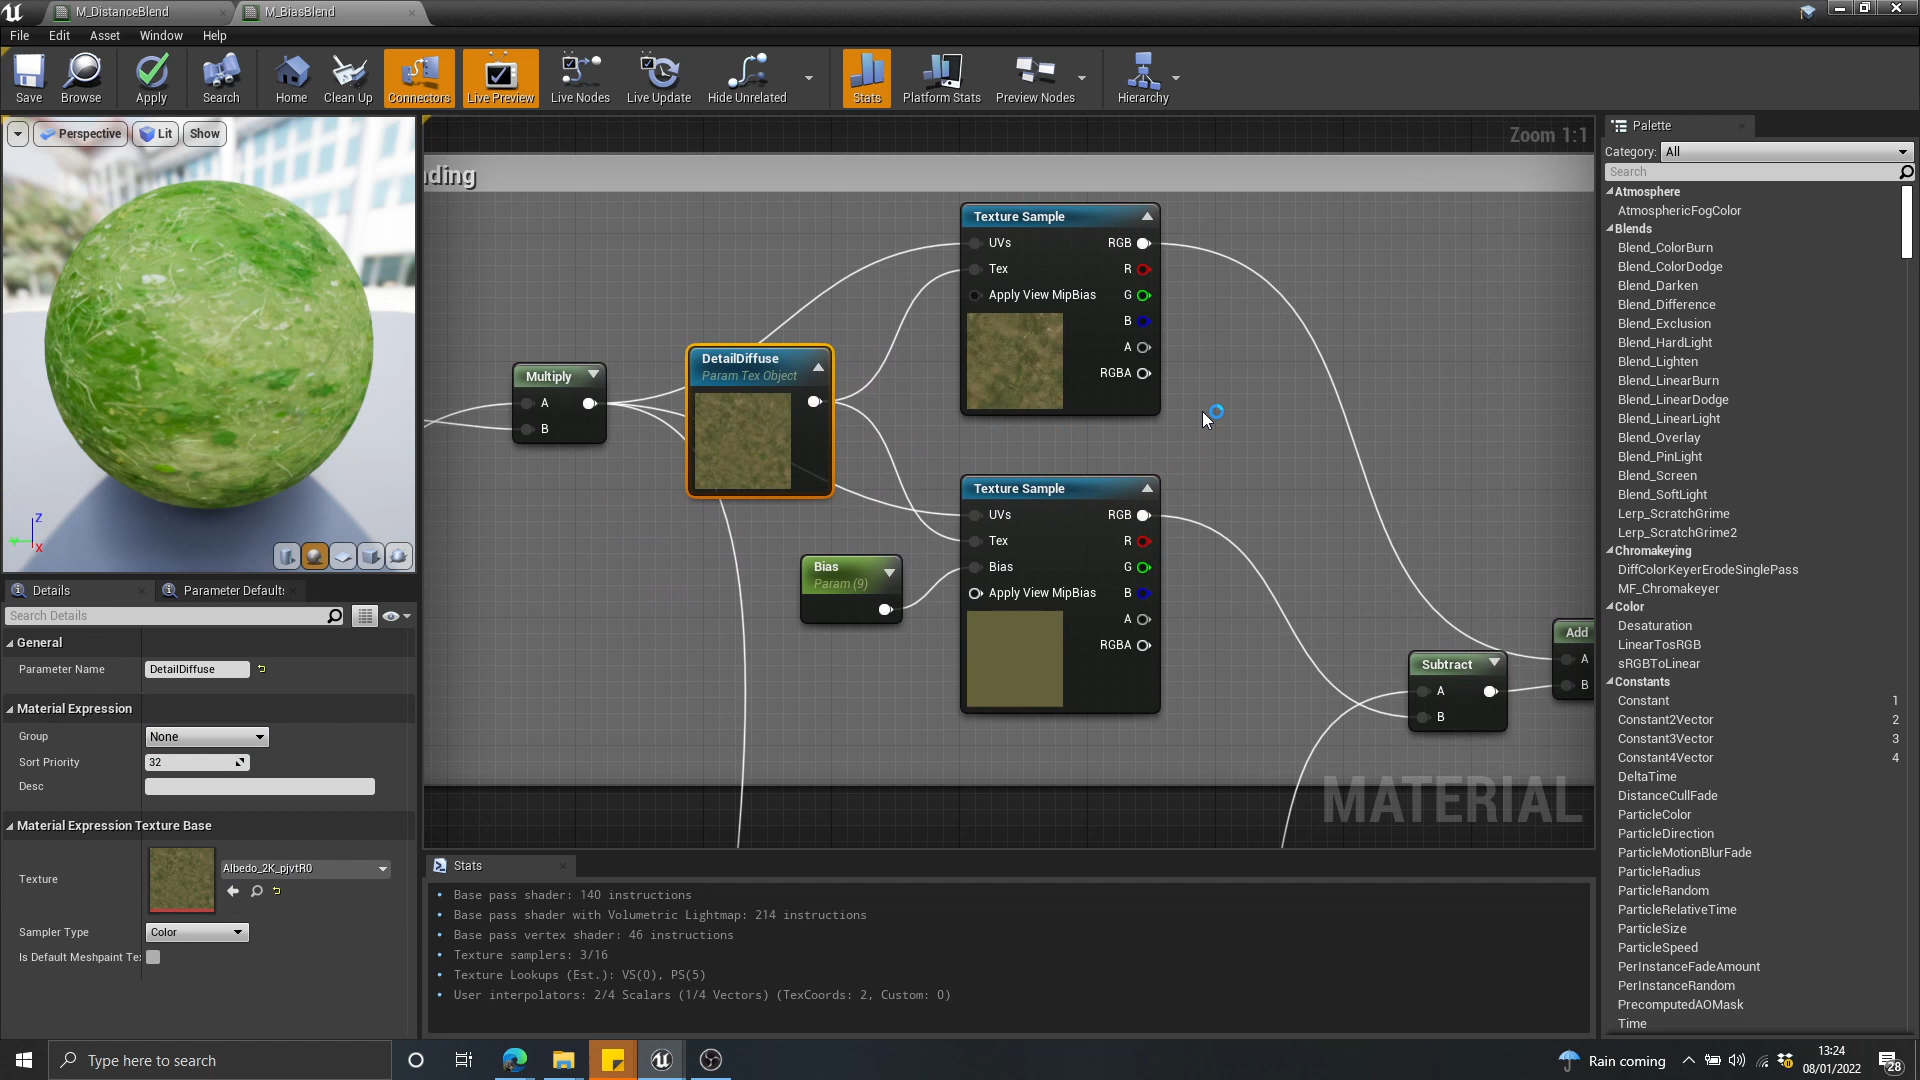 M_DistanceBlend
M_BiasBlend
File Edit Asset Window Help
Save Browse Apply Search Home Clean Up Connectors Live Preview Live Nodes Live Update Hide Unrelated Stats Platform Stats Preview Nodes Hierarchy
Perspective Lit Show
Z
Y
X
nding
Zoom 1:1
Multiply
A
B
DetailDiffuse
Param Tex Object
Texture Sample
UVs RGB
Tex R
Apply View MipBias G
B
A
RGBA
Bias
Param (9)
Texture Sample
UVs RGB
Tex R
Bias G
Apply View MipBias B
A
RGBA
Subtract
A
B
Add
A
B
MATERIAL
Details
Parameter Defaults
Search Details
General
Parameter Name DetailDiffuse
Material Expression
Group None
Sort Priority 32
Desc
Material Expression Texture Base
Texture Albedo_2K_pjvtR0
Sampler Type Color
Is Default Meshpaint Te
Stats
Base pass shader: 140 instructions
Base pass shader with Volumetric Lightmap: 214 instructions
Base pass vertex shader: 46 instructions
Texture samplers: 3/16
Texture Lookups (Est.): VS(0), PS(5)
User interpolators: 2/4 Scalars (1/4 Vectors) (TexCoords: 2, Custom: 0)
Palette
Category: All
Search
Atmosphere
AtmosphericFogColor
Blends
Blend_ColorBurn
Blend_ColorDodge
Blend_Darken
Blend_Difference
Blend_Exclusion
Blend_HardLight
Blend_Lighten
Blend_LinearBurn
Blend_LinearDodge
Blend_LinearLight
Blend_Overlay
Blend_PinLight
Blend_Screen
Blend_SoftLight
Lerp_ScratchGrime
Lerp_ScratchGrime2
Chromakeying
DiffColorKeyerErodeSinglePass
MF_Chromakeyer
Color
Desaturation
LinearTosRGB
sRGBToLinear
Constants
Constant 1
Constant2Vector 2
Constant3Vector 3
Constant4Vector 4
DeltaTime
DistanceCullFade
ParticleColor
ParticleDirection
ParticleMotionBlurFade
ParticleRadius
ParticleRandom
ParticleRelativeTime
ParticleSize
ParticleSpeed
PerInstanceFadeAmount
PerInstanceRandom
PrecomputedAOMask
Time
Type here to search
Rain coming
13:24
08/01/2022
28